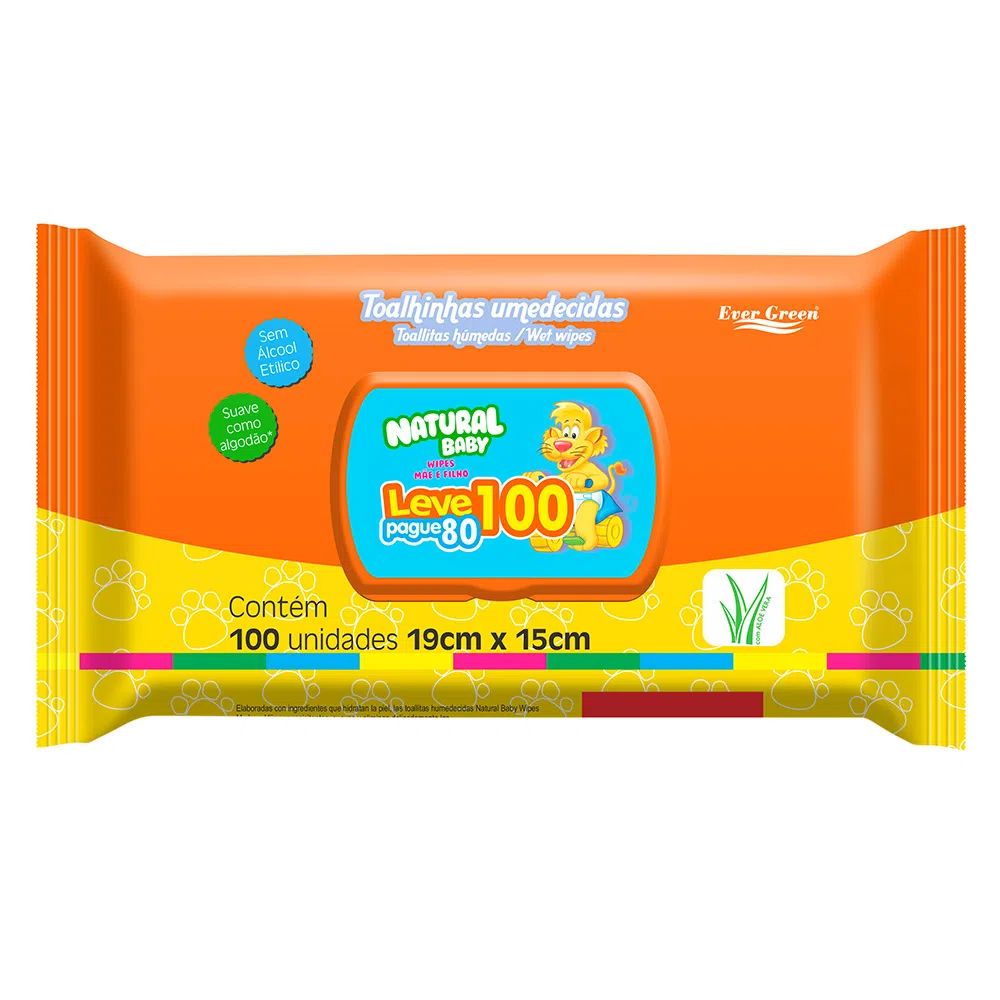 Toalhinhas umedecidas
Toallitas húmedas / Wet wipes
Ever Green®
Sem
Álcool
Etílico
Suave
como
algodão*
NATURAL
BABY
WIPES
MÃE E FILHO
Leve 100
pague 80
com ALOE VERA
Contém
100 unidades 19cm x 15cm
Elaboradas con ingredientes que hidratan la piel, las toallitas humedecidas Natural Baby Wipes